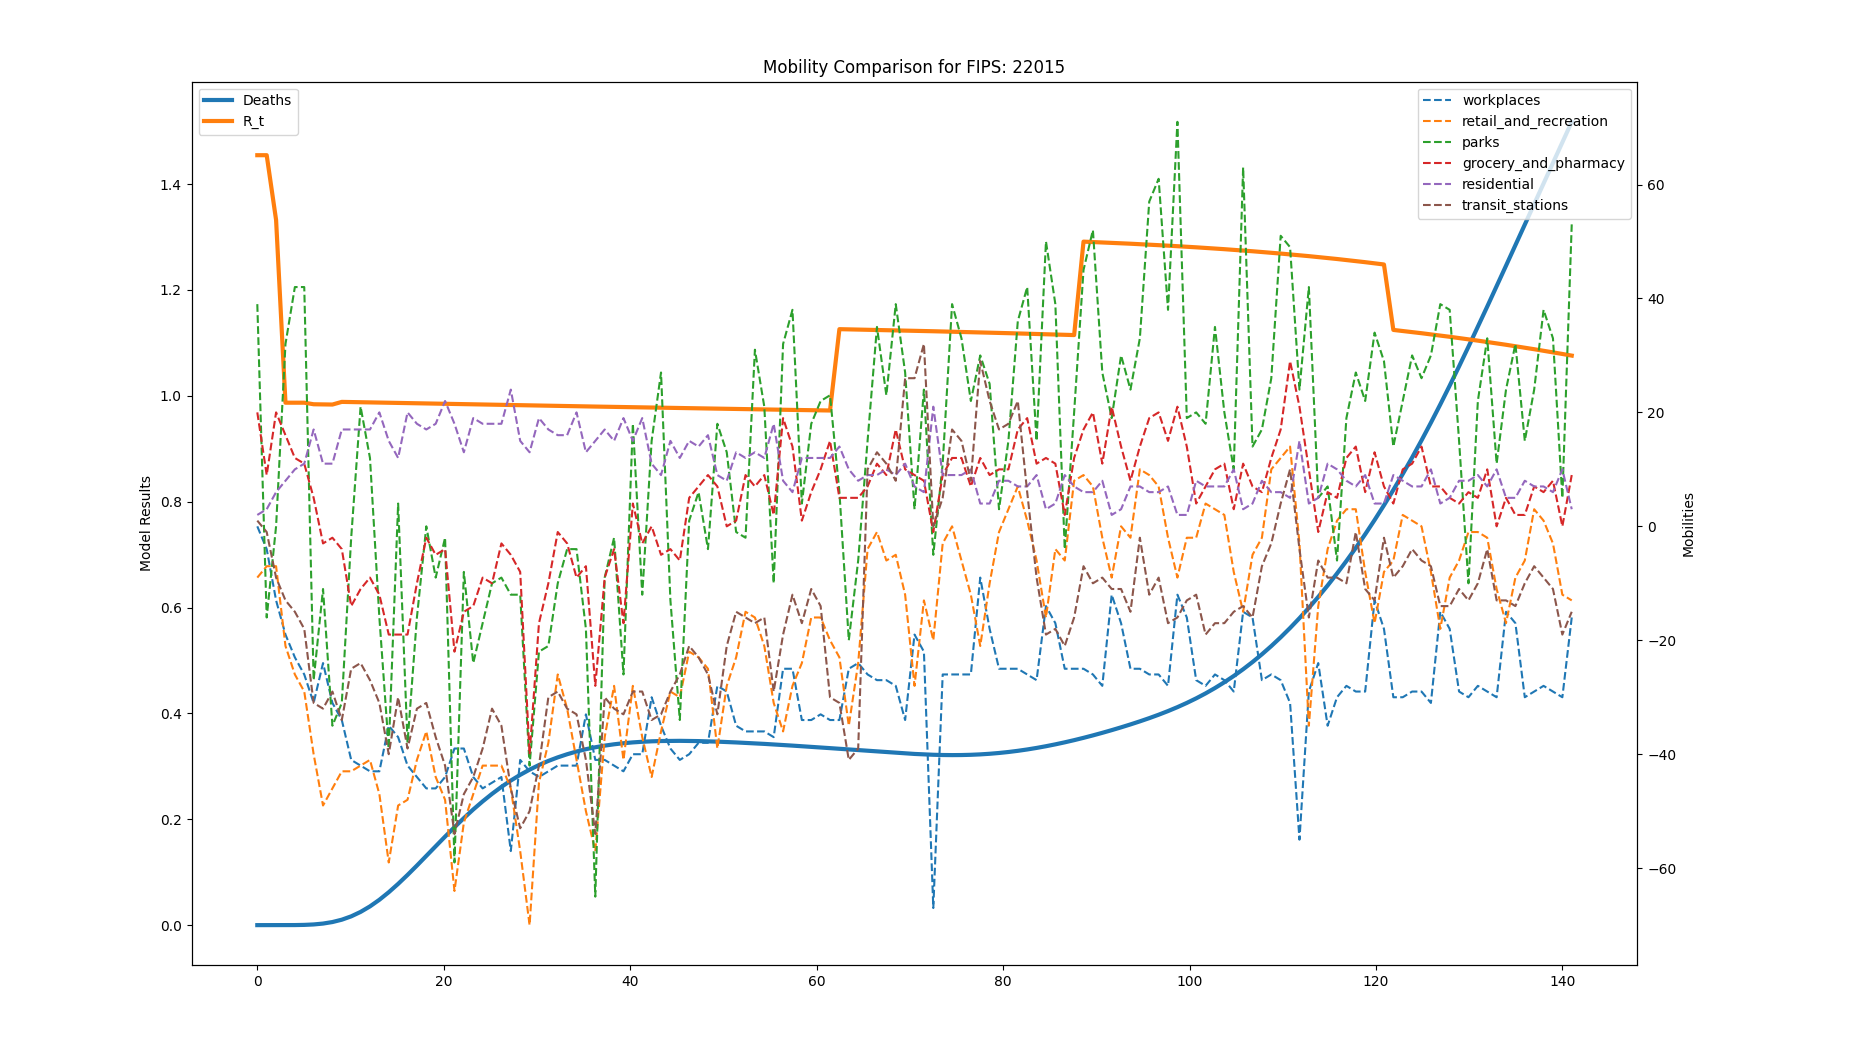 Mobility Comparison for FIPS: 22015
Deaths
R_t
workplaces
retail_and_recreation
parks
grocery_and_pharmacy
residential
transit_stations
1.4
1.2
1.0
0.8
0.6
0.4
0.2
0.0
Model Results
60
40
20
0
−20
−40
−60
Mobilities
0 20 40 60 80 100 120 140